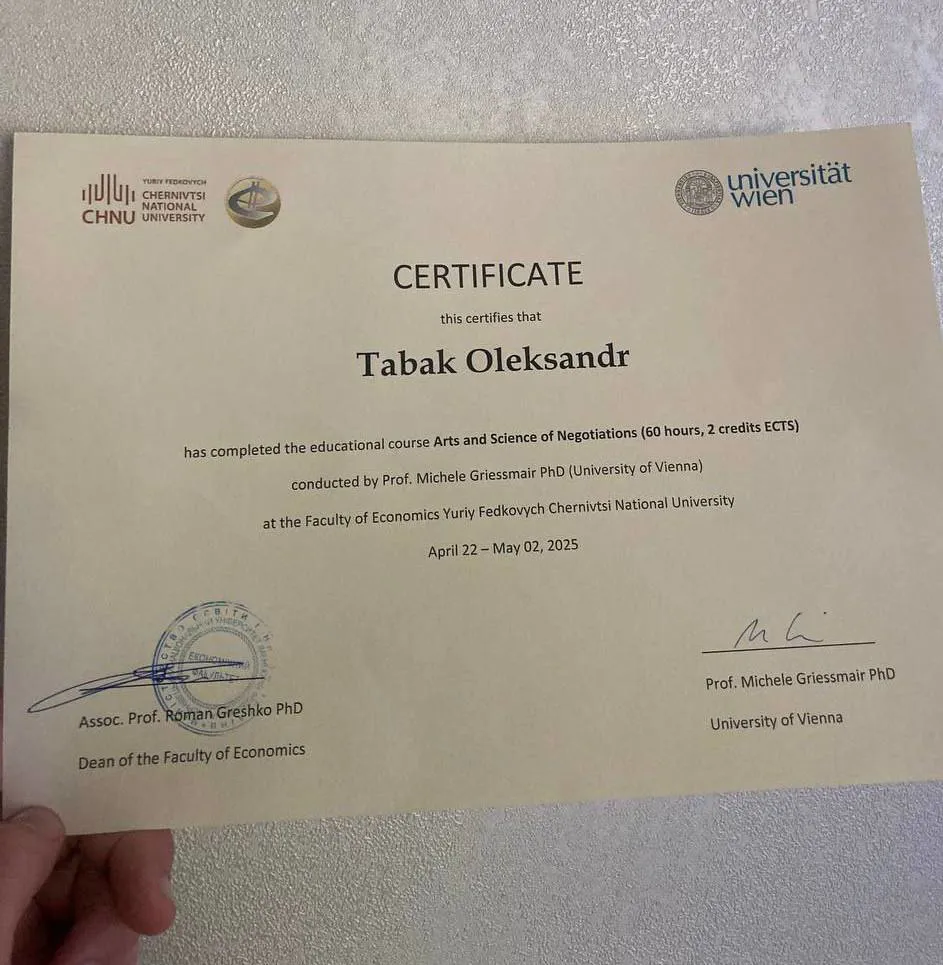 YURIY FEDKOVYCH
CHERNIVTSI
NATIONAL
CHNU UNIVERSITY
universität
wien
CERTIFICATE
this certifies that
Tabak Oleksandr
has completed the educational course Arts and Science of Negotiations (60 hours, 2 credits ECTS)
conducted by Prof. Michele Griessmair PhD (University of Vienna)
at the Faculty of Economics Yuriy Fedkovych Chernivtsi National University
April 22 – May 02, 2025
ЕКОНОМІЧНИЙ
ФАКУЛЬТЕТ
Assoc. Prof. Roman Greshko PhD
Dean of the Faculty of Economics
Prof. Michele Griessmair PhD
University of Vienna